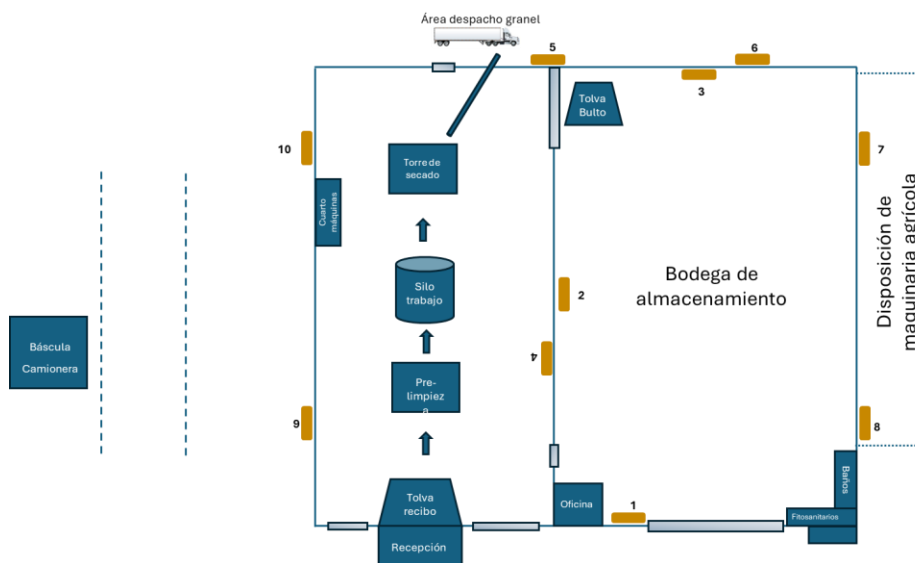 Área despacho granel
5
6
3
Tolva
Bulto
10
7
Torre de
secado
Cuarto
máquinas
Silo
trabajo
2
Bodega de
almacenamiento
Disposición de
maquinaria agrícola
Báscula
Camionera
4
Pre-
limpiez
a
9
8
Tolva
recibo
Recepción
Oficina
1
Baños
Fitosanitarios